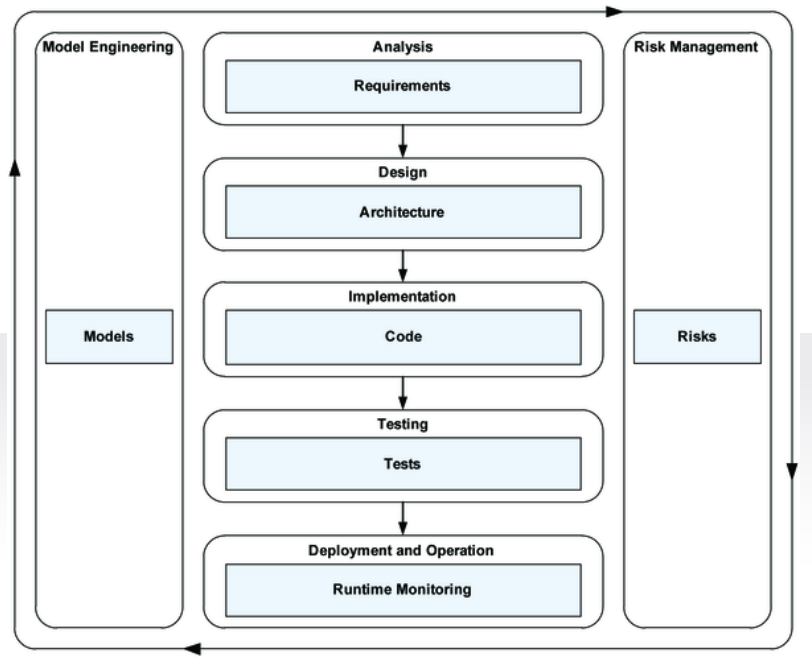 Model Engineering
Analysis
Risk Management
Requirements
Design
Architecture
Implementation
Models
Code
Risks
Testing
Tests
Deployment and Operation
Runtime Monitoring